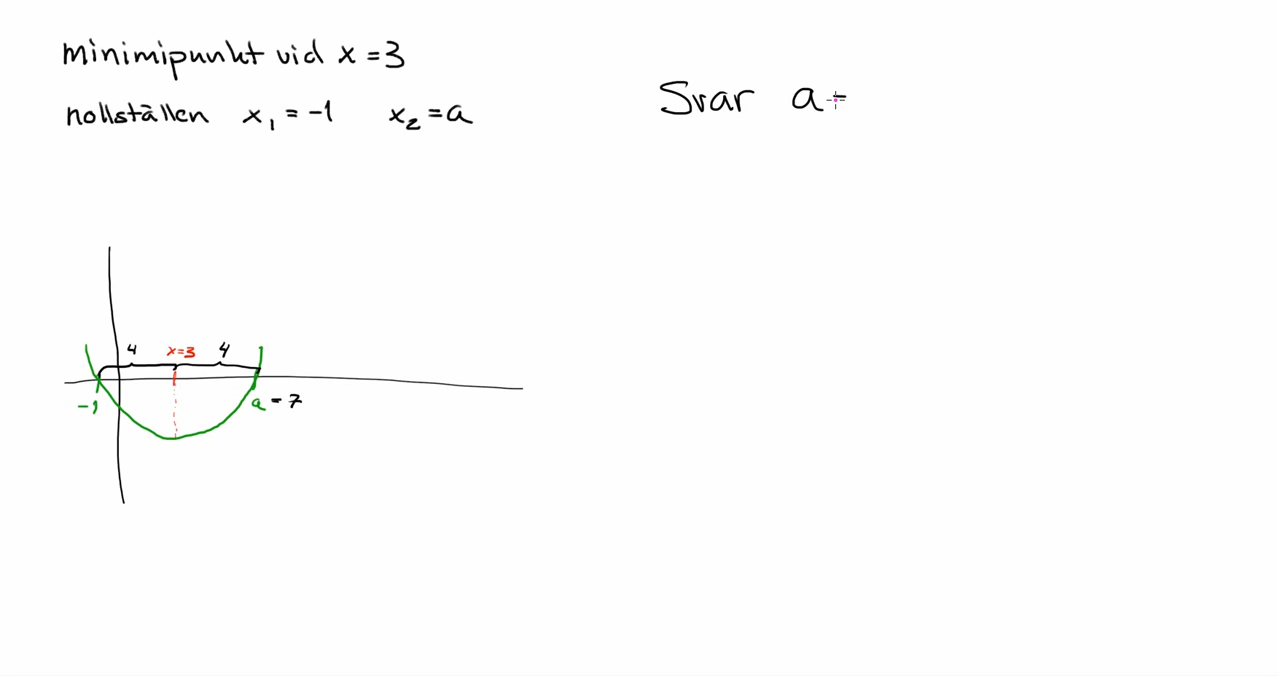 minimipunkt vid x = 3
nollställen x₁ = -1 x₂ = a
Svar a =
4 x=3 4
-1 a = 7